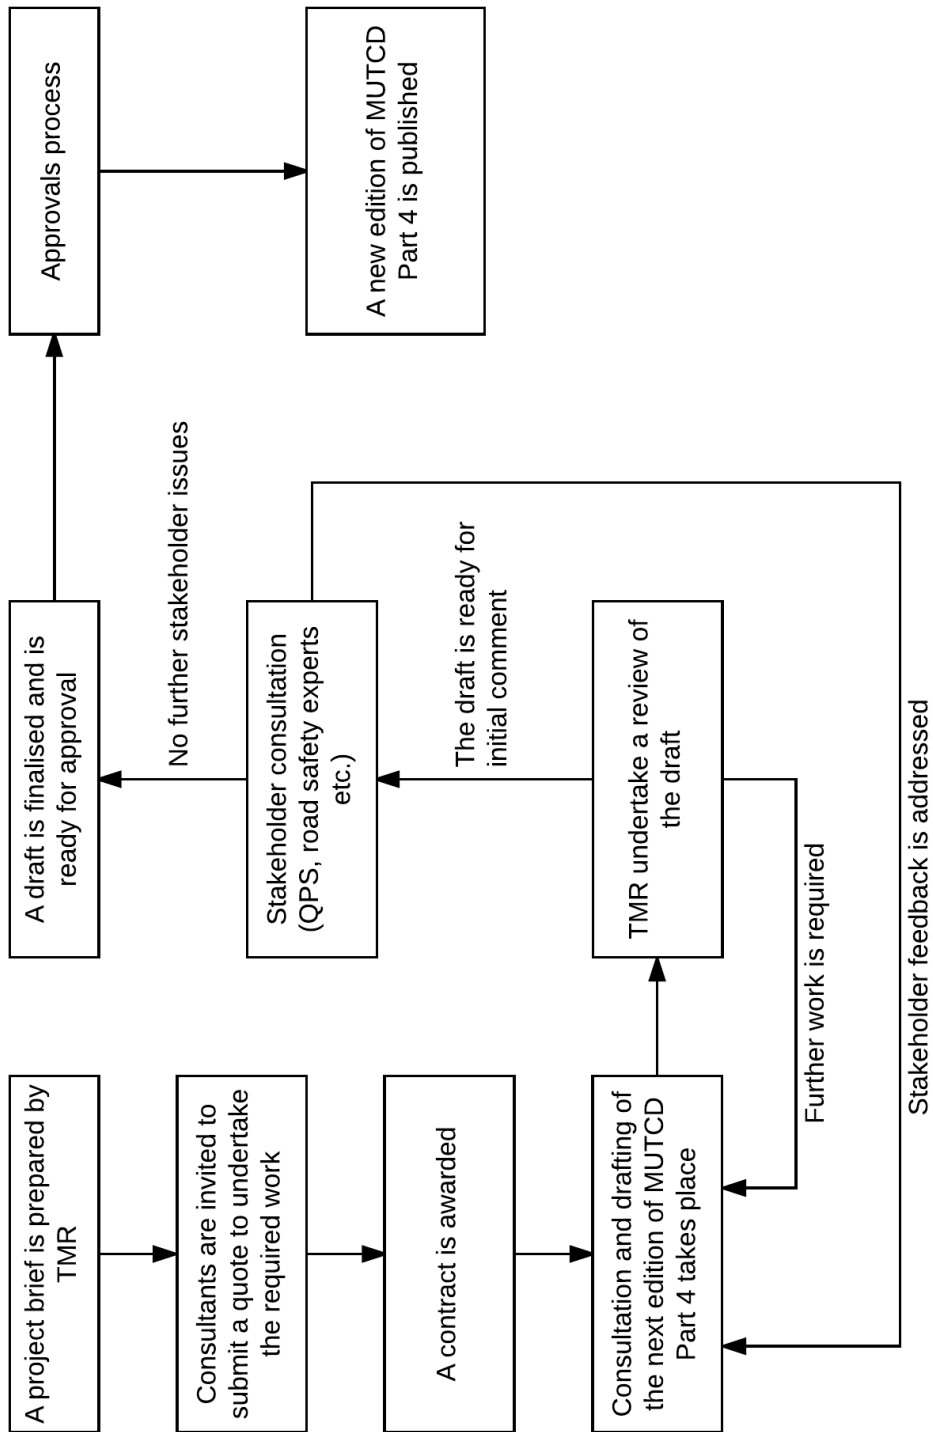 A project brief is prepared by
TMR
Consultants are invited to
submit a quote to undertake
the required work
A contract is awarded
Consultation and drafting of
the next edition of MUTCD
Part 4 takes place
Further work is required
Stakeholder feedback is addressed
TMR undertake a review of
the draft
The draft is ready for
initial comment
Stakeholder consultation
(QPS, road safety experts
etc.)
No further stakeholder issues
A draft is finalised and is
ready for approval
Approvals process
A new edition of MUTCD
Part 4 is published